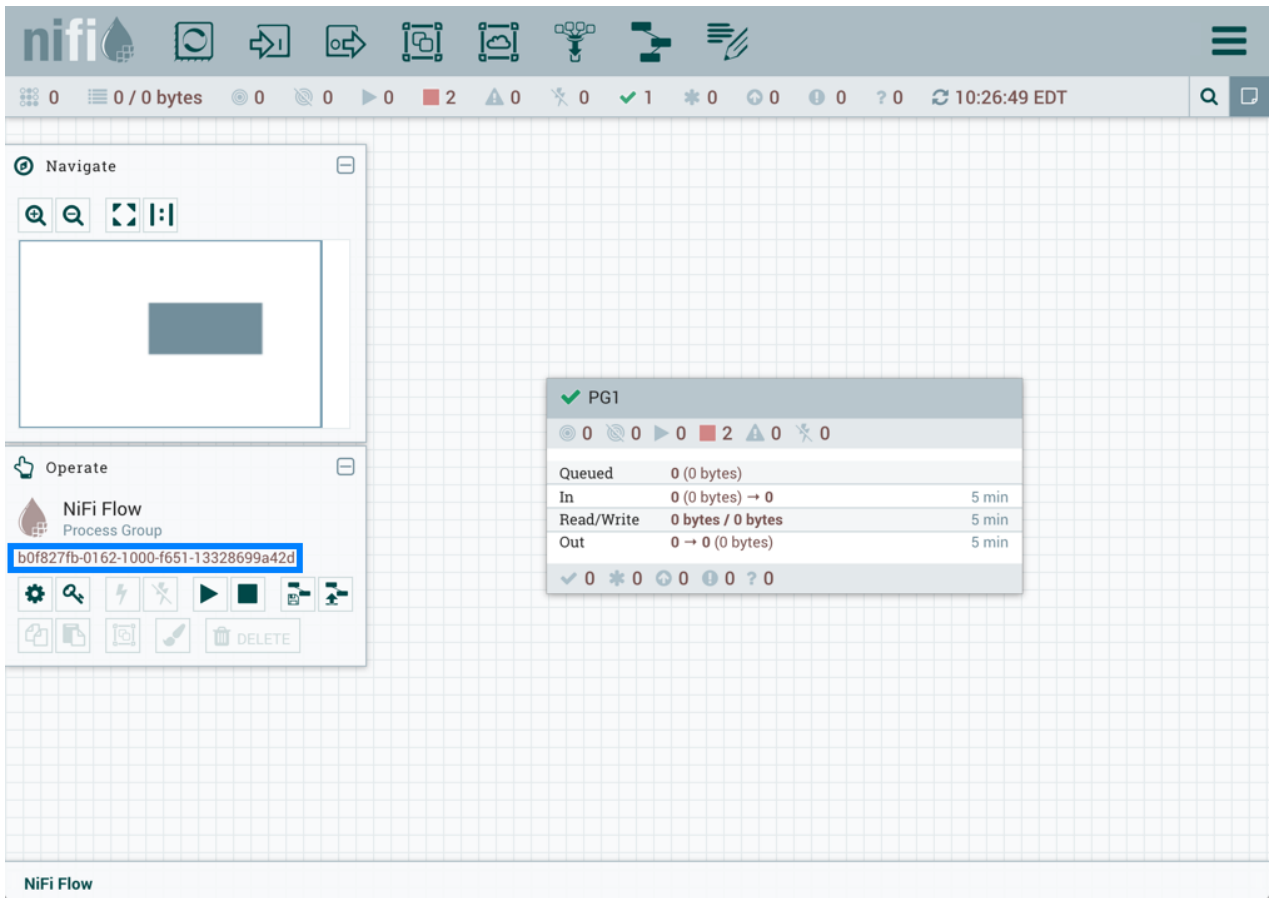 nifi
0 0 / 0 bytes 0 0 0 2 0 0 1 0 0 0 ? 0 10:26:49 EDT
Navigate
Operate
NiFi Flow
Process Group
b0f827fb-0162-1000-f651-13328699a42d
DELETE
PG1
0 0 0 2 0 0
Queued 0 (0 bytes)
In 0 (0 bytes) → 0 5 min
Read/Write 0 bytes / 0 bytes 5 min
Out 0 → 0 (0 bytes) 5 min
0 0 0 0 ? 0
NiFi Flow